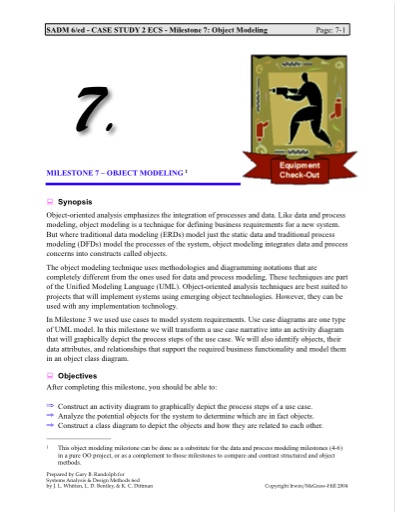 SADM 6/ed - CASE STUDY 2 ECS - Milestone 7: Object Modeling Page: 7-1
7.
Equipment
Check-Out
MILESTONE 7 – OBJECT MODELING 1
Synopsis
Object-oriented analysis emphasizes the integration of processes and data. Like data and process
modeling, object modeling is a technique for defining business requirements for a new system.
But where traditional data modeling (ERDs) model just the static data and traditional process
modeling (DFDs) model the processes of the system, object modeling integrates data and process
concerns into constructs called objects.
The object modeling technique uses methodologies and diagramming notations that are
completely different from the ones used for data and process modeling. These techniques are part
of the Unified Modeling Language (UML). Object-oriented analysis techniques are best suited to
projects that will implement systems using emerging object technologies. However, they can be
used with any implementation technology.
In Milestone 3 we used use cases to model system requirements. Use case diagrams are one type
of UML model. In this milestone we will transform a use case narrative into an activity diagram
that will graphically depict the process steps of the use case. We will also identify objects, their
data attributes, and relationships that support the required business functionality and model them
in an object class diagram.
Objectives
After completing this milestone, you should be able to:
⇒ Construct an activity diagram to graphically depict the process steps of a use case.
⇒ Analyze the potential objects for the system to determine which are in fact objects.
⇒ Construct a class diagram to depict the objects and how they are related to each other.
1 This object modeling milestone can be done as a substitute for the data and process modeling milestones (4-6)
in a pure OO project, or as a complement to those milestones to compare and contrast structured and object
methods.
Prepared by Gary B. Randolph for
Systems Analysis & Design Methods 6ed
by J. L. Whitten, L. D. Bentley, & K. C. Dittman Copyright Irwin/McGraw-Hill 2004